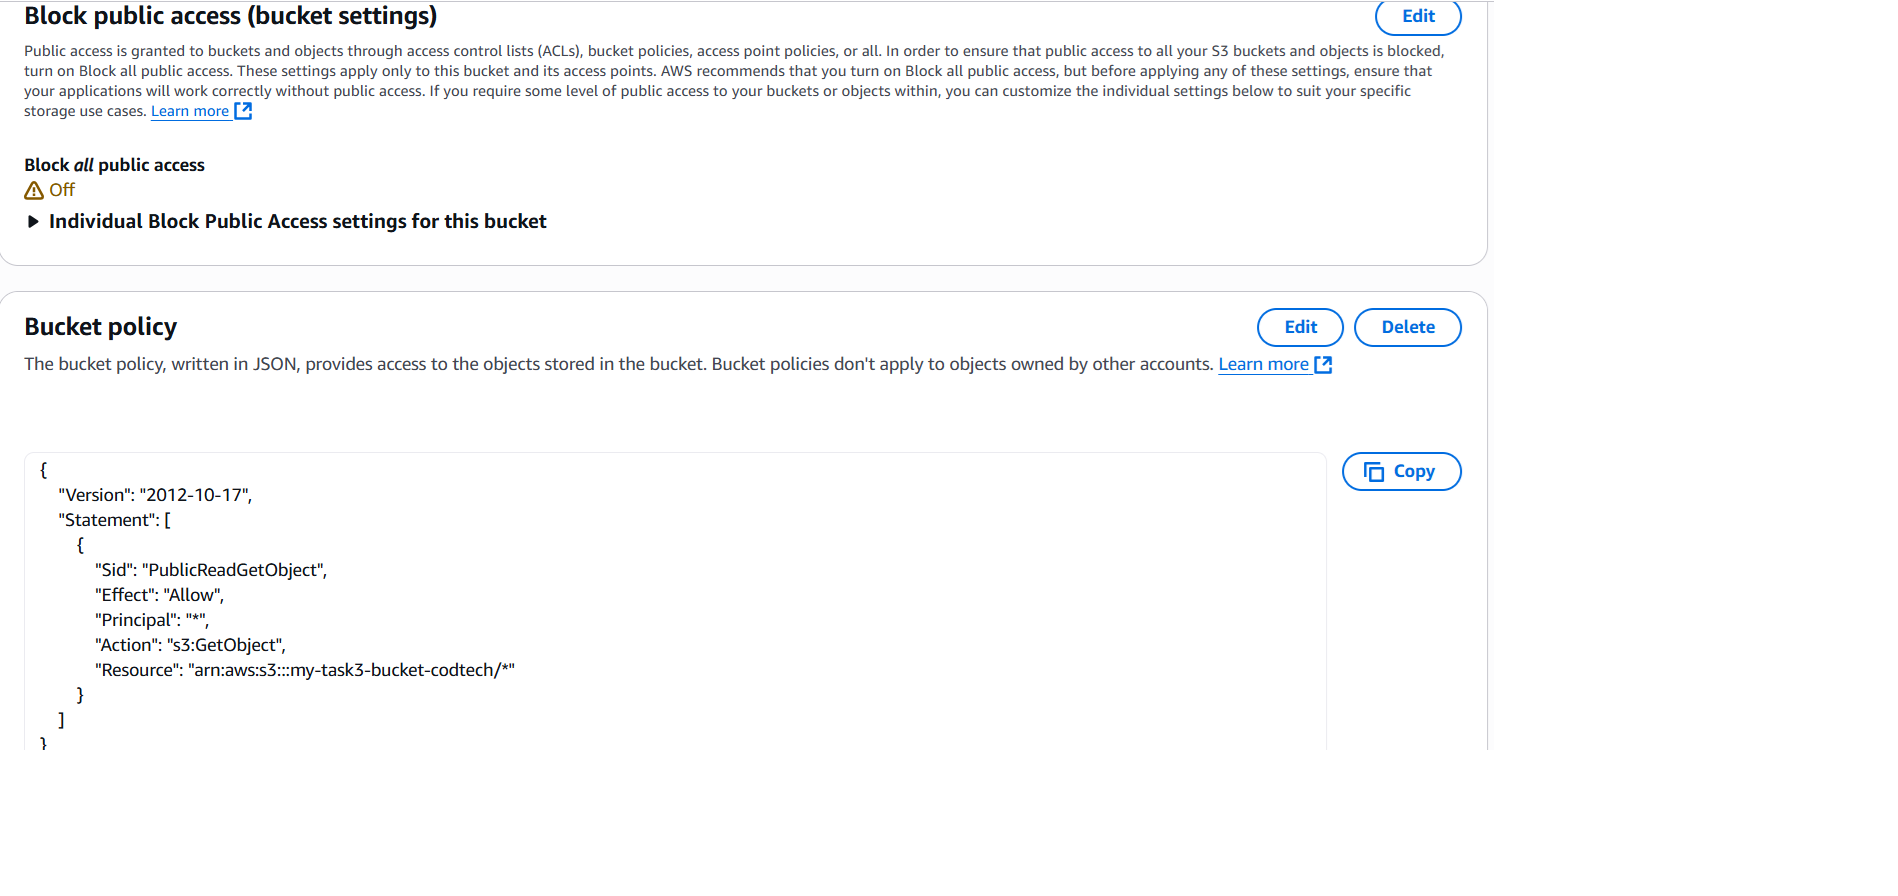 Block public access (bucket settings)
Edit
Public access is granted to buckets and objects through access control lists (ACLs), bucket policies, access point policies, or all. In order to ensure that public access to all your S3 buckets and objects is blocked,
turn on Block all public access. These settings apply only to this bucket and its access points. AWS recommends that you turn on Block all public access, but before applying any of these settings, ensure that
your applications will work correctly without public access. If you require some level of public access to your buckets or objects within, you can customize the individual settings below to suit your specific
storage use cases. Learn more
Block all public access
Off
Individual Block Public Access settings for this bucket
Bucket policy
Edit
Delete
The bucket policy, written in JSON, provides access to the objects stored in the bucket. Bucket policies don't apply to objects owned by other accounts. Learn more
Copy
{
"Version": "2012-10-17",
"Statement": [
{
"Sid": "PublicReadGetObject",
"Effect": "Allow",
"Principal": "*",
"Action": "s3:GetObject",
"Resource": "arn:aws:s3:::my-task3-bucket-codtech/*"
}
]
}